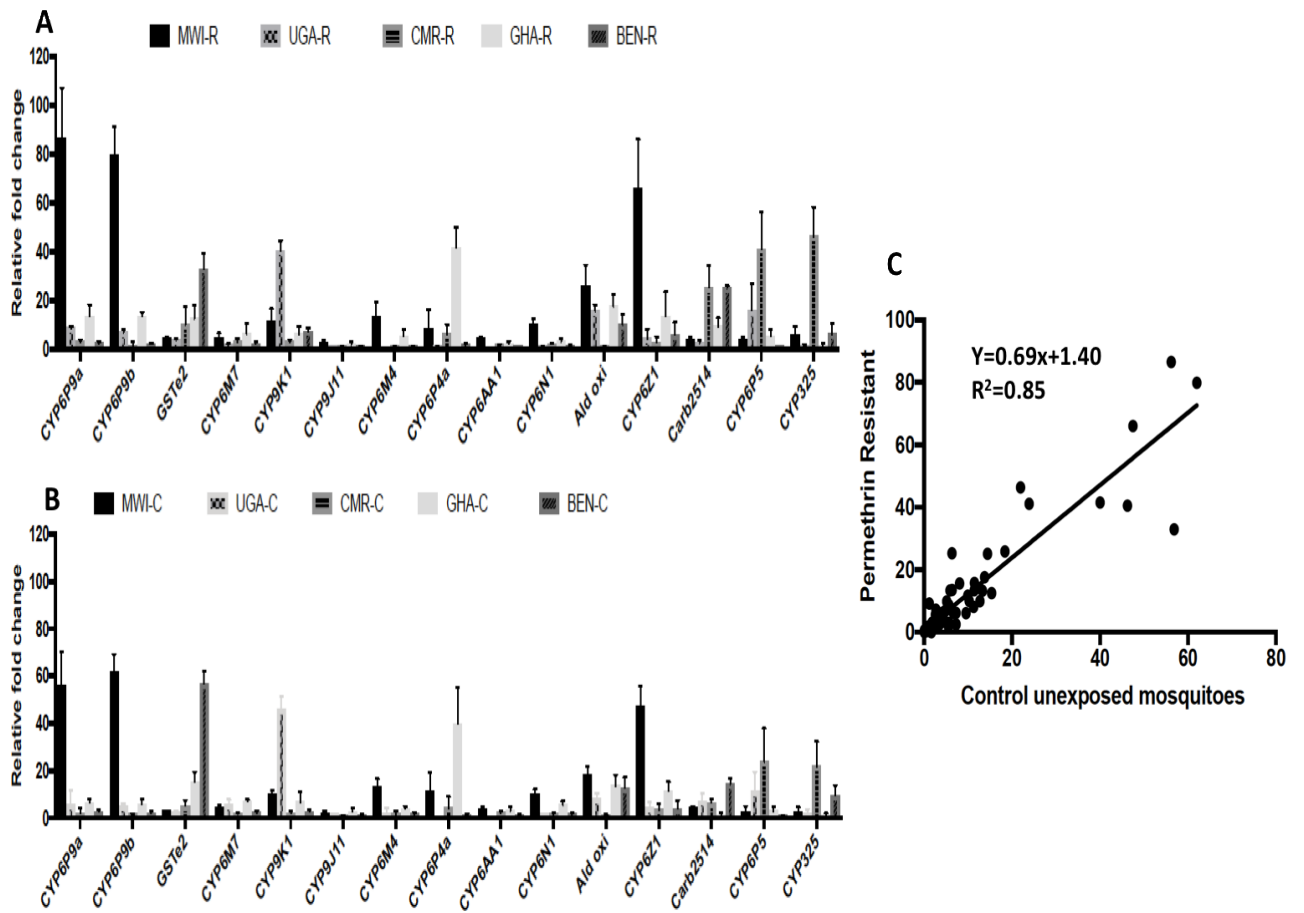 A
MWI-R UGA-R CMR-R GHA-R BEN-R
Relative fold change
120
100
80
60
40
20
0
CYP6P9a CYP6P9b GSTe2 CYP6M7 CYP9K1 CYP9J11 CYP6M4 CYP6P4a CYP6AA1 CYP6N1 Ald oxi CYP6Z1 Carb2514 CYP6P5 CYP325
B
MWI-C UGA-C CMR-C GHA-C BEN-C
Relative fold change
120
100
80
60
40
20
0
CYP6P9a CYP6P9b GSTe2 CYP6M7 CYP9K1 CYP9J11 CYP6M4 CYP6P4a CYP6AA1 CYP6N1 Ald oxi CYP6Z1 Carb2514 CYP6P5 CYP325
C
Y=0.69x+1.40
R²=0.85
Permethrin Resistant
100
80
60
40
20
0
0 20 40 60 80
Control unexposed mosquitoes